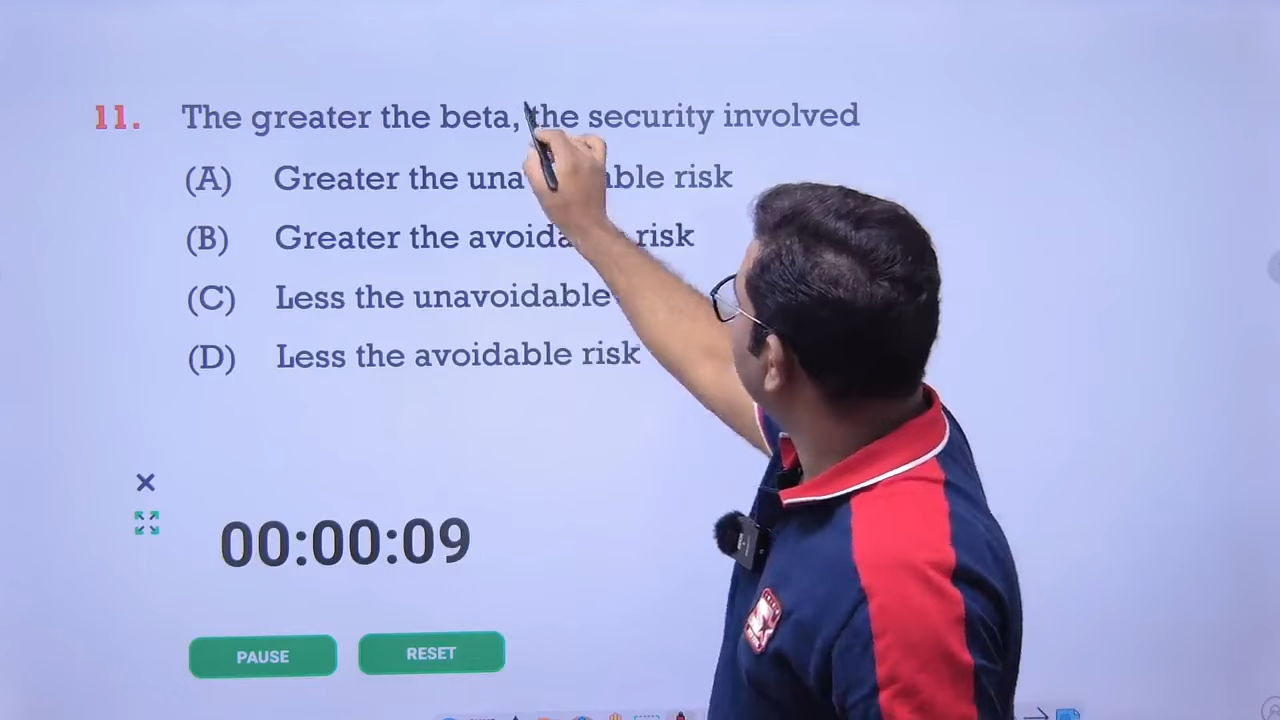 11. The greater the beta, the security involved
(A) Greater the una able risk
(B) Greater the avoida risk
(C) Less the unavoidable
(D) Less the avoidable risk
00:00:09
PAUSE RESET